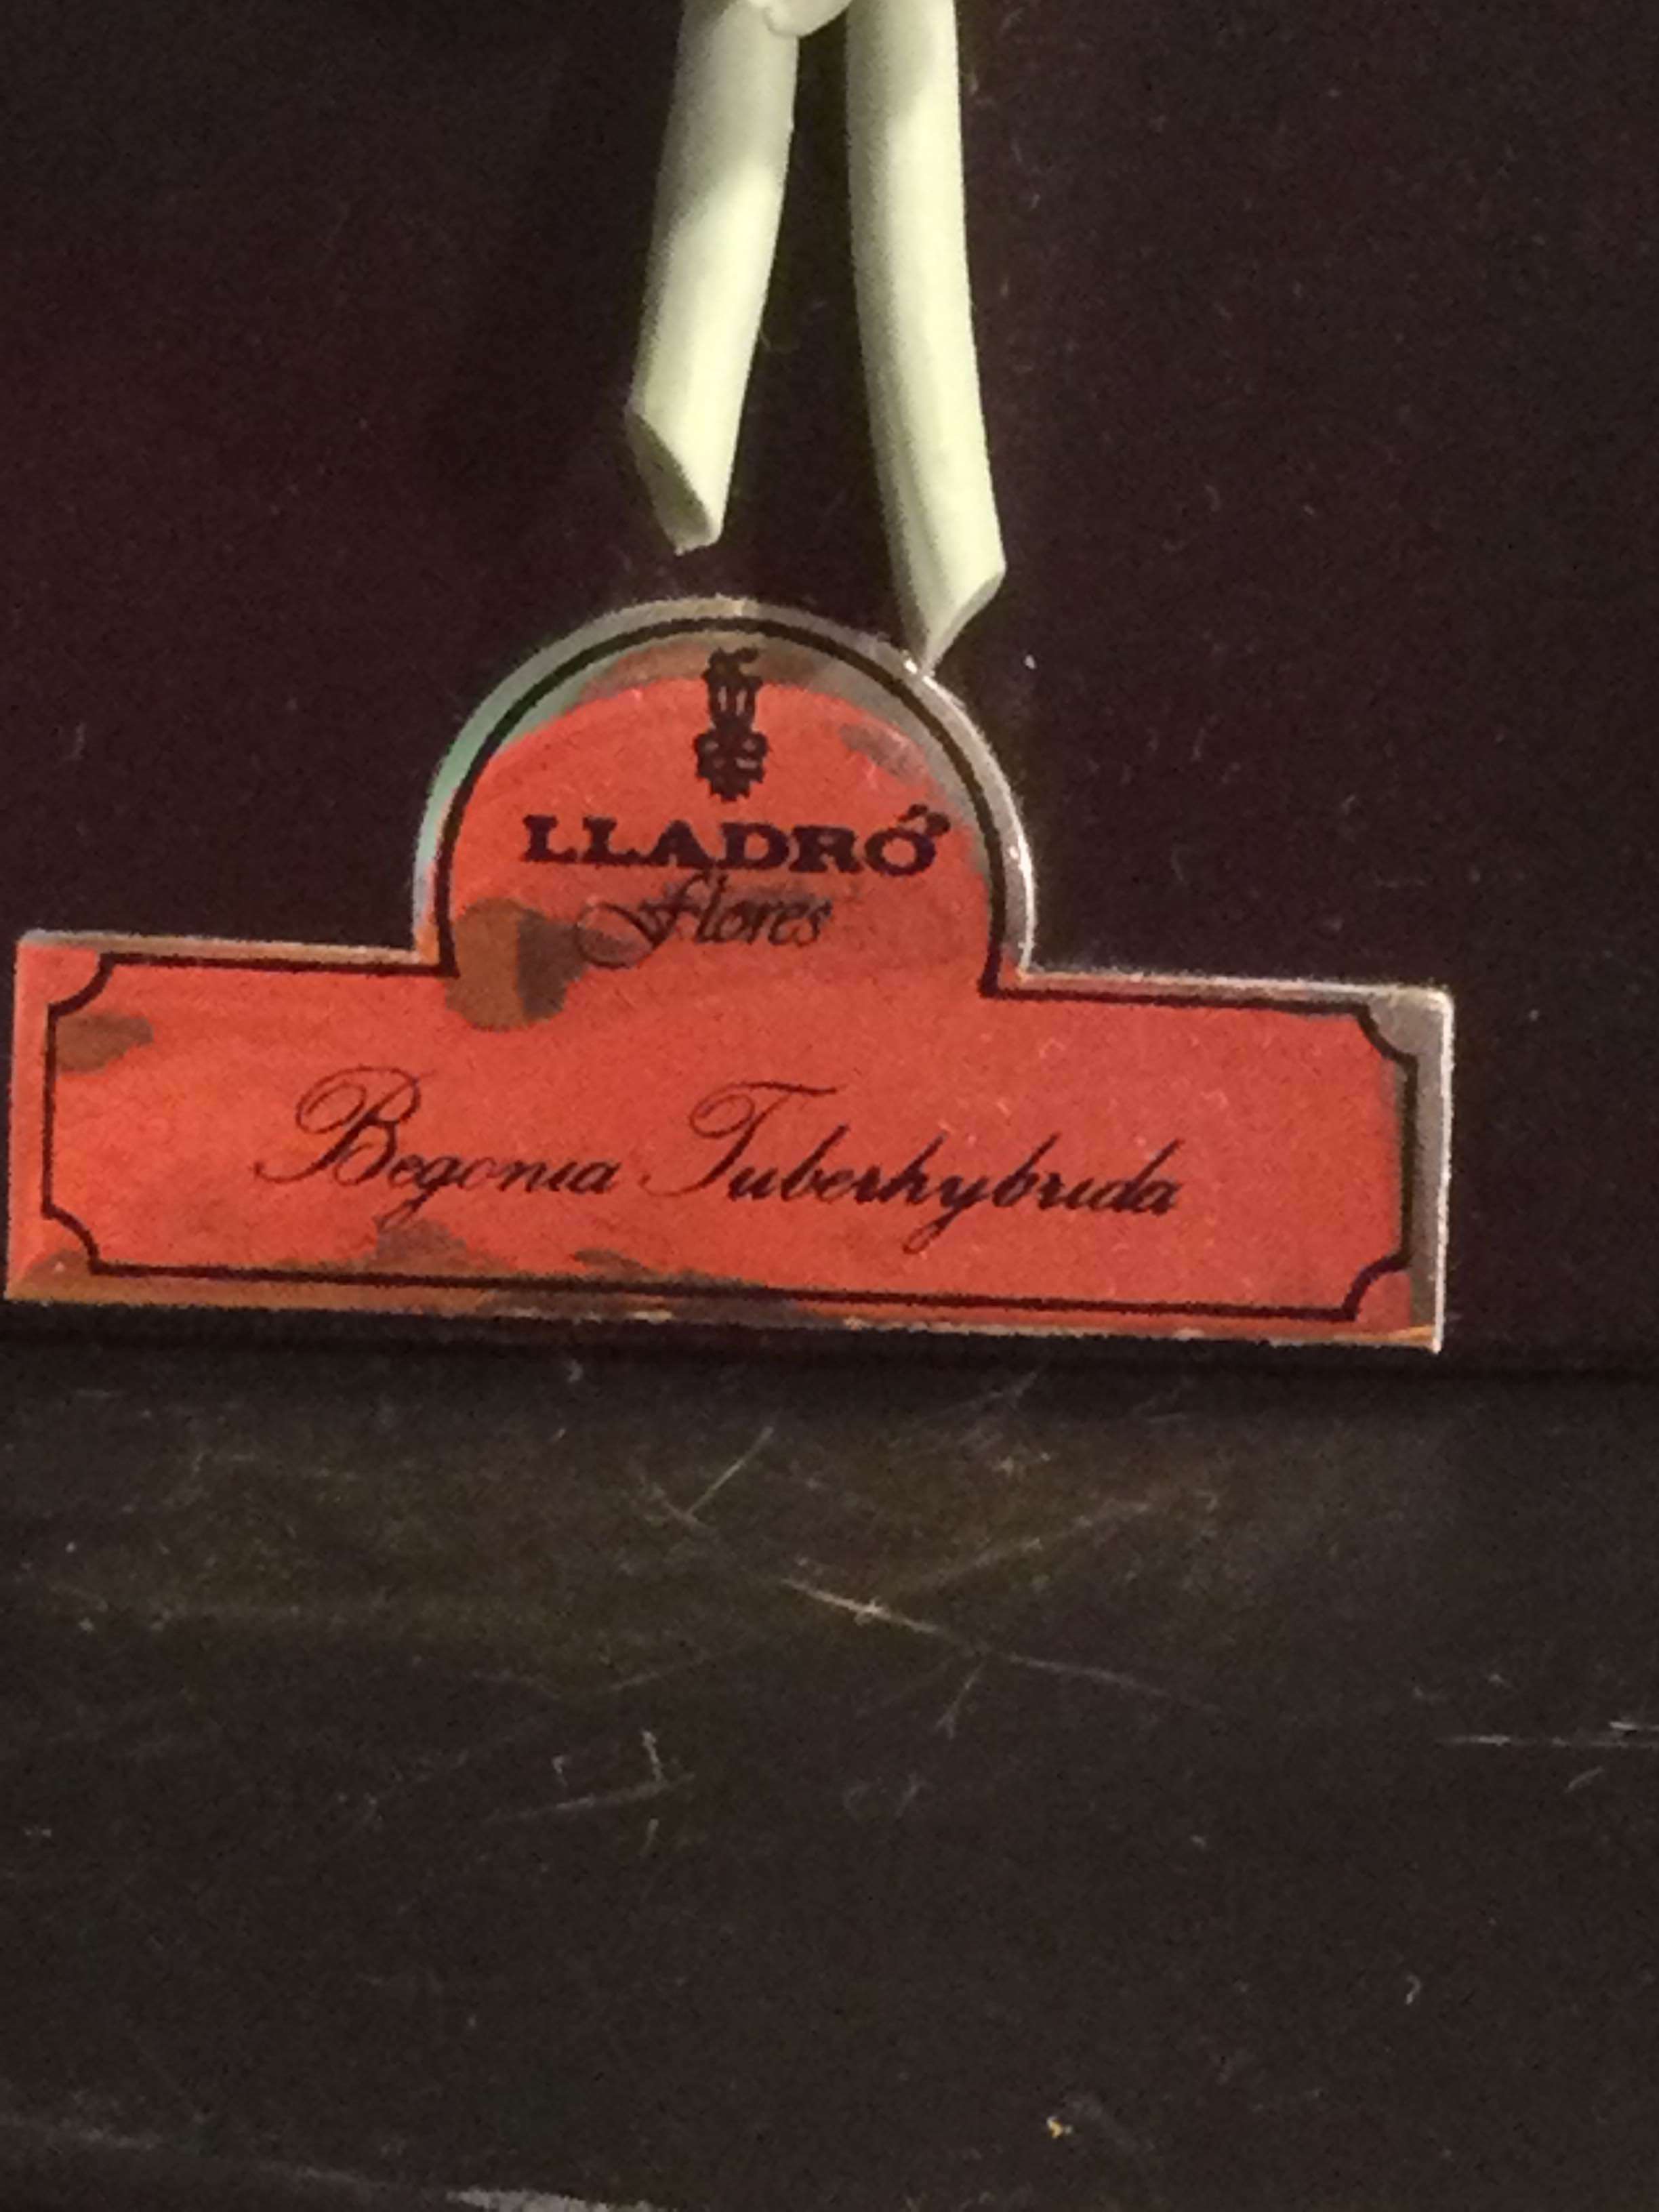 LLADRÓ
flores
Begonia Tuberhybrida